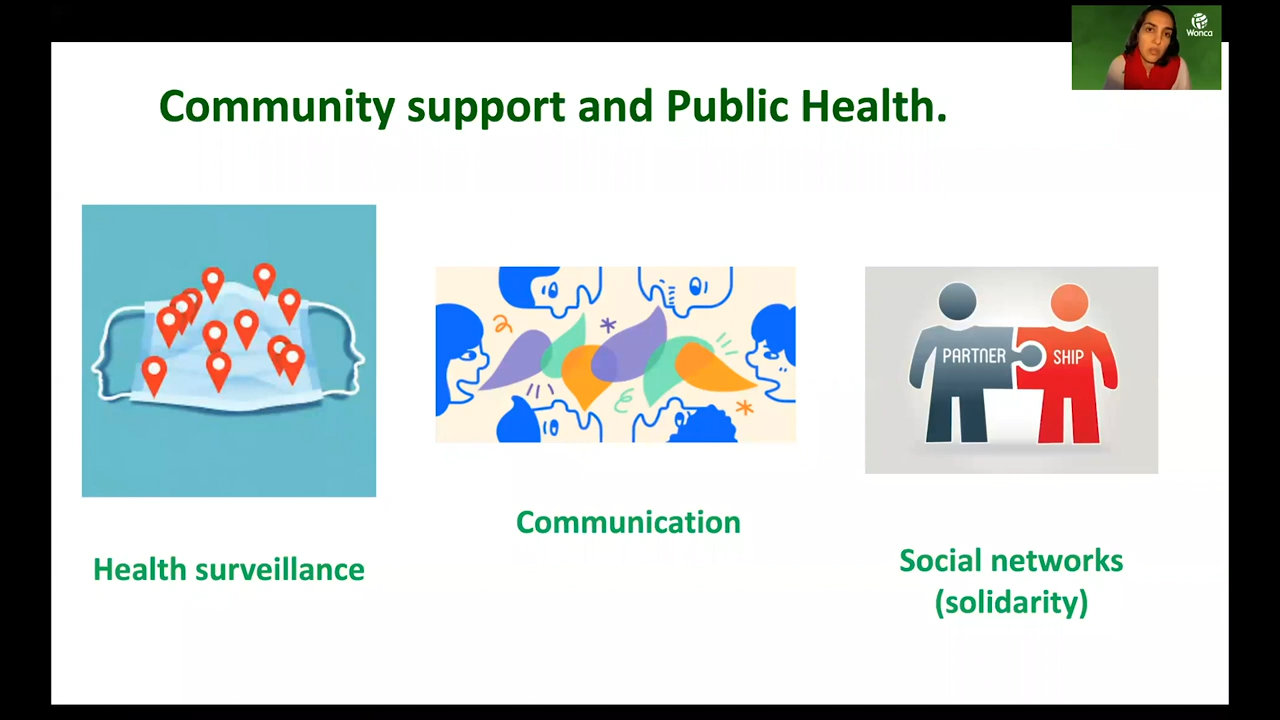 Wonca
Community support and Public Health.
PARTNER SHIP
Communication
Health surveillance
Social networks
(solidarity)